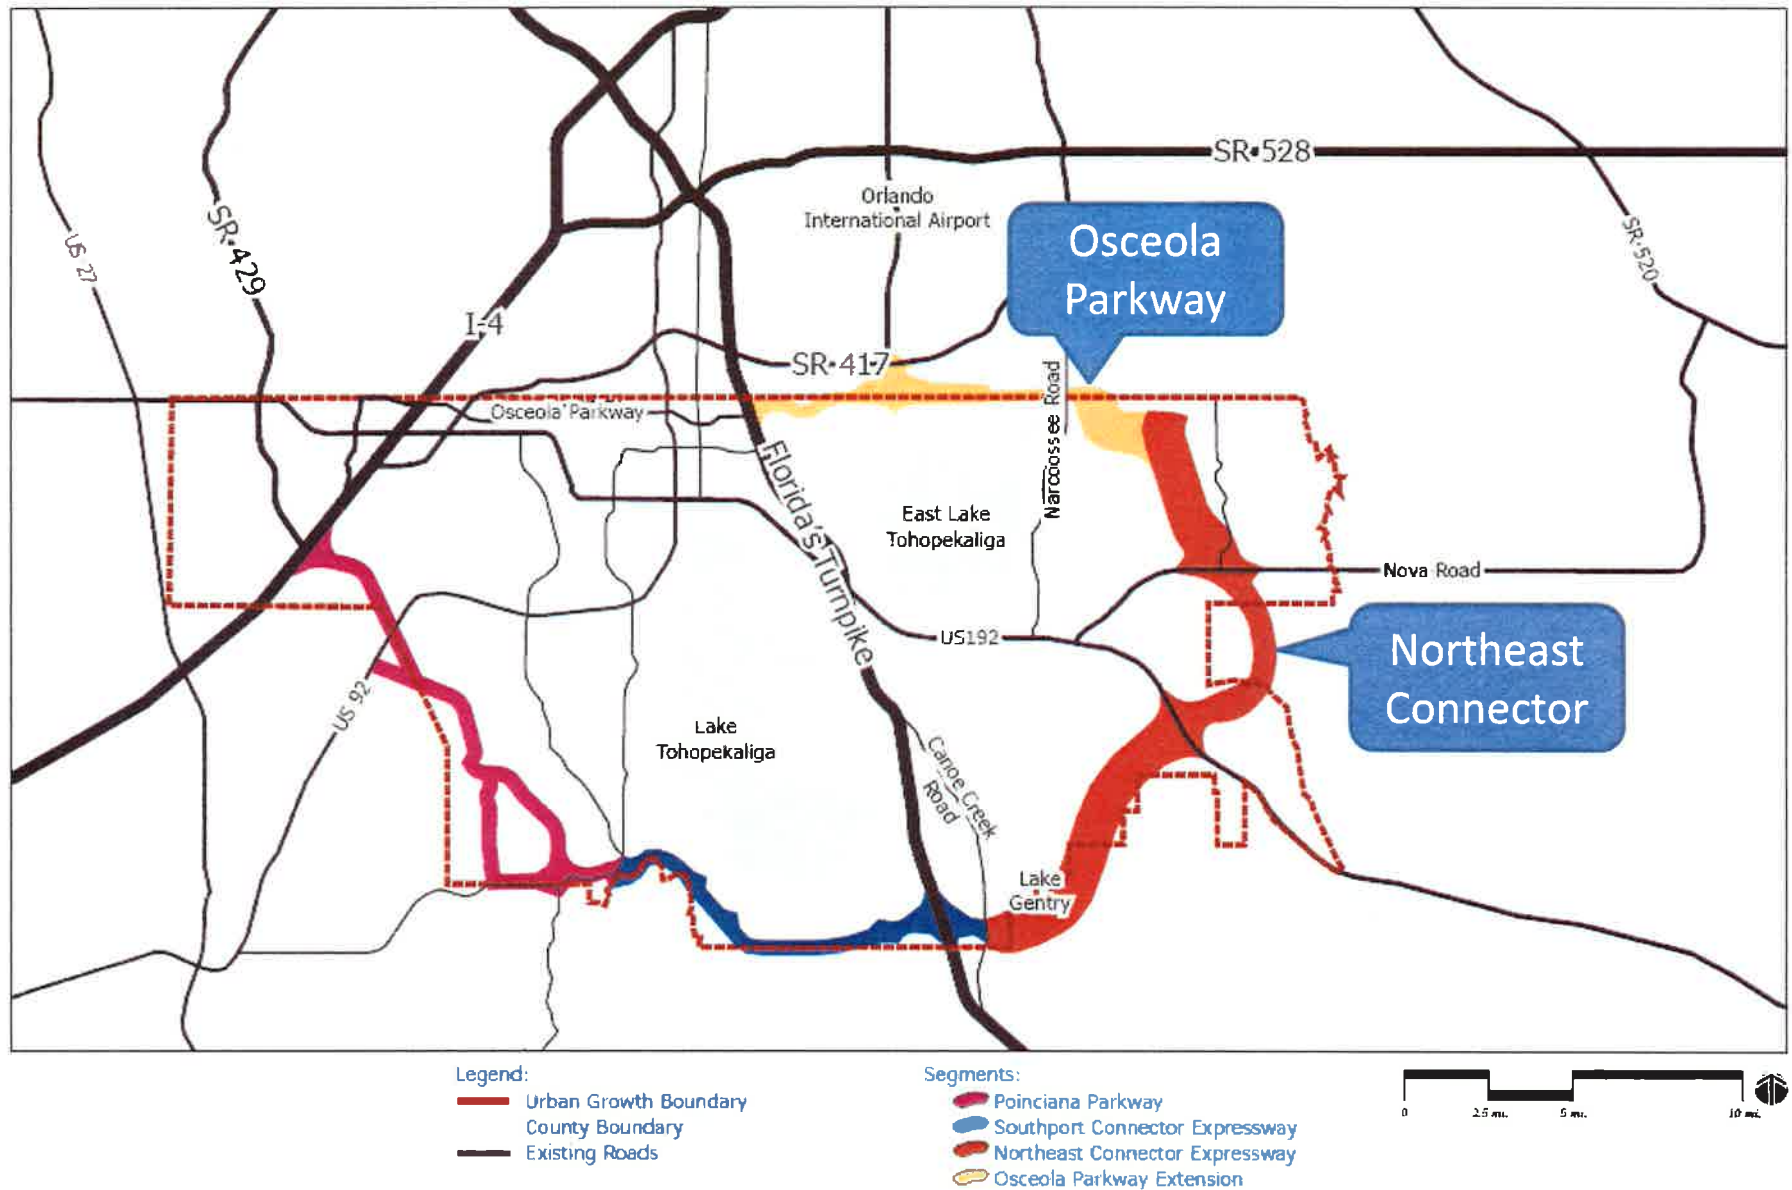 SR 528
Orlando
International Airport
Osceola
Parkway
US 27
SR 429
SR 520
I-4
SR 417
Osceola Parkway
Narcoossee Road
Florida's Turnpike
East Lake
Tohopekaliga
Nova Road
US192
Northeast
Connector
US 92
Lake
Tohopekaliga
Canoe Creek
Road
Lake
Gentry
Legend:
Urban Growth Boundary
County Boundary
Existing Roads
Segments:
Poinciana Parkway
Southport Connector Expressway
Northeast Connector Expressway
Osceola Parkway Extension
0 2.5 mi. 5 mi. 10 mi.